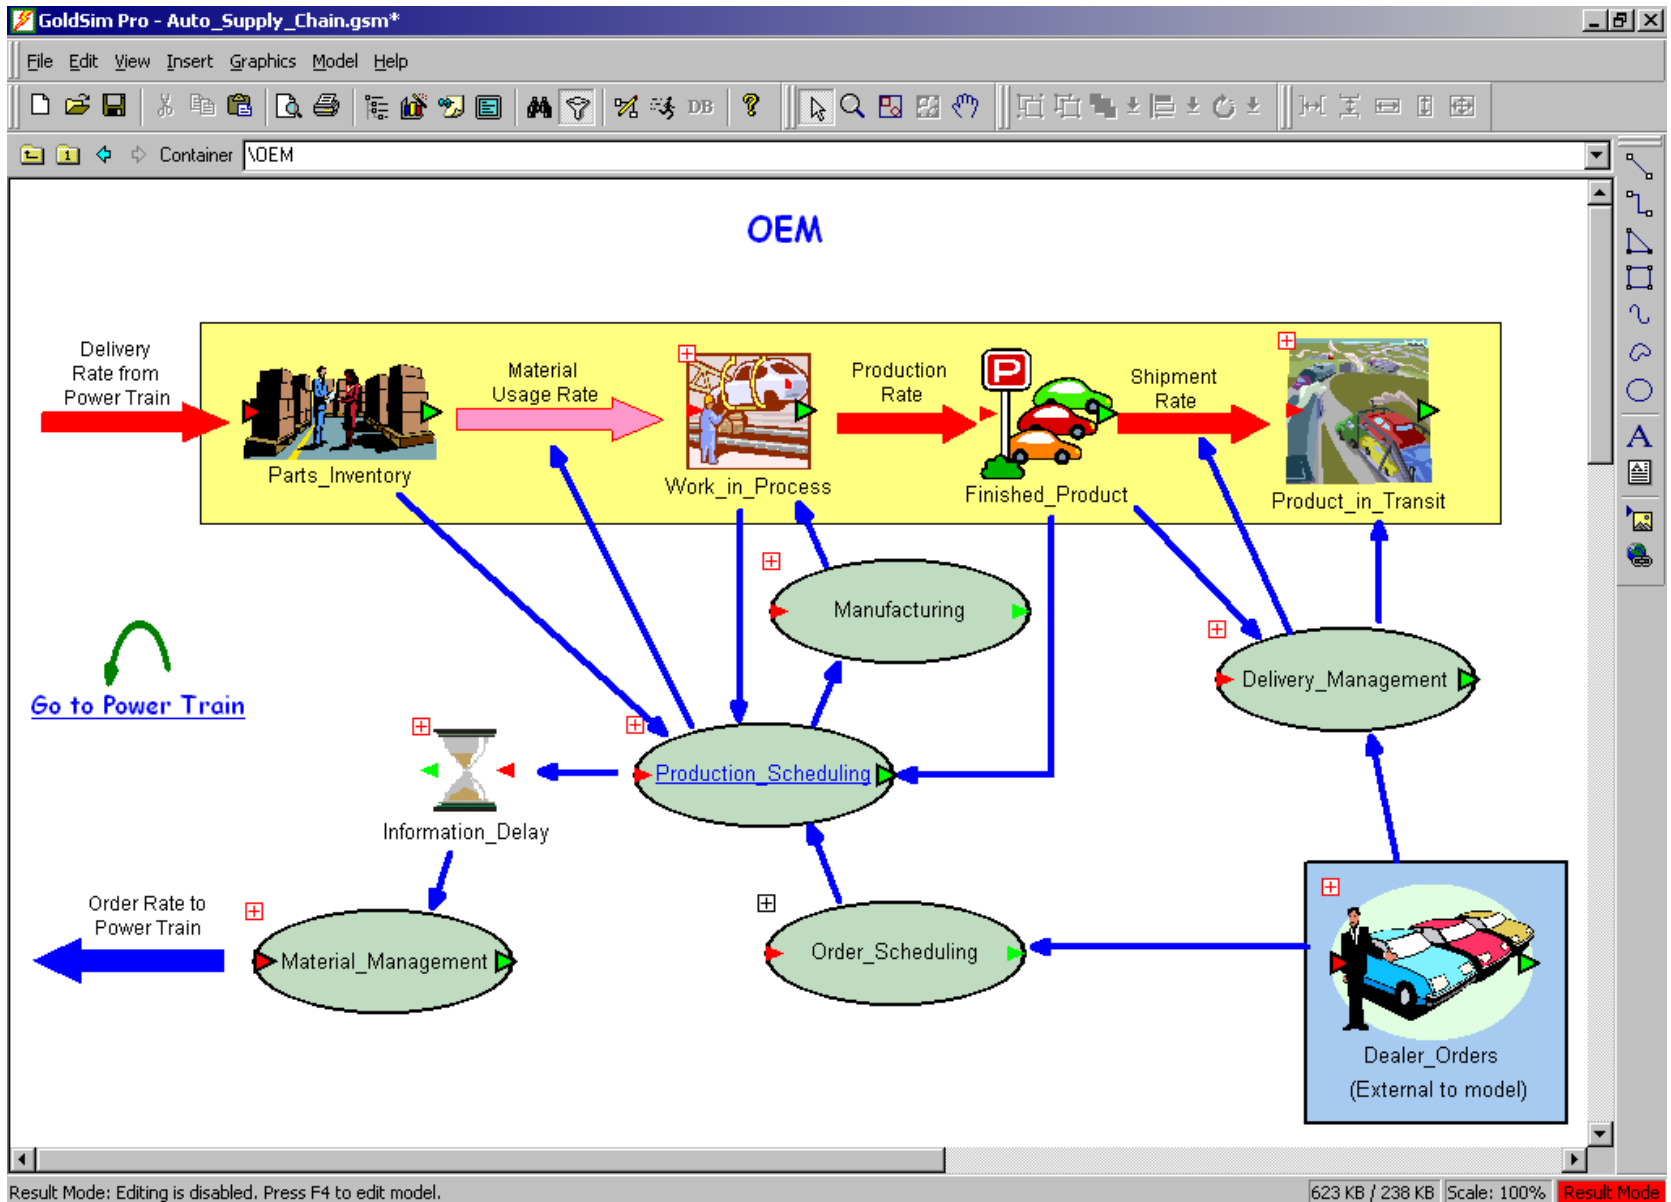 GoldSim Pro - Auto_Supply_Chain.gsm*
File Edit View Insert Graphics Model Help
DB
Container \OEM
OEM
Delivery
Rate from
Power Train
Material
Usage Rate
Production
Rate
P
Shipment
Rate
Parts_Inventory
Work_in_Process
Finished_Product
Product_in_Transit
Manufacturing
Delivery_Management
Go to Power Train
Production_Scheduling
Information_Delay
Order Rate to
Power Train
Material_Management
Order_Scheduling
Dealer_Orders
(External to model)
A
Result Mode: Editing is disabled. Press F4 to edit model.
623 KB / 238 KB Scale: 100% Result Mode